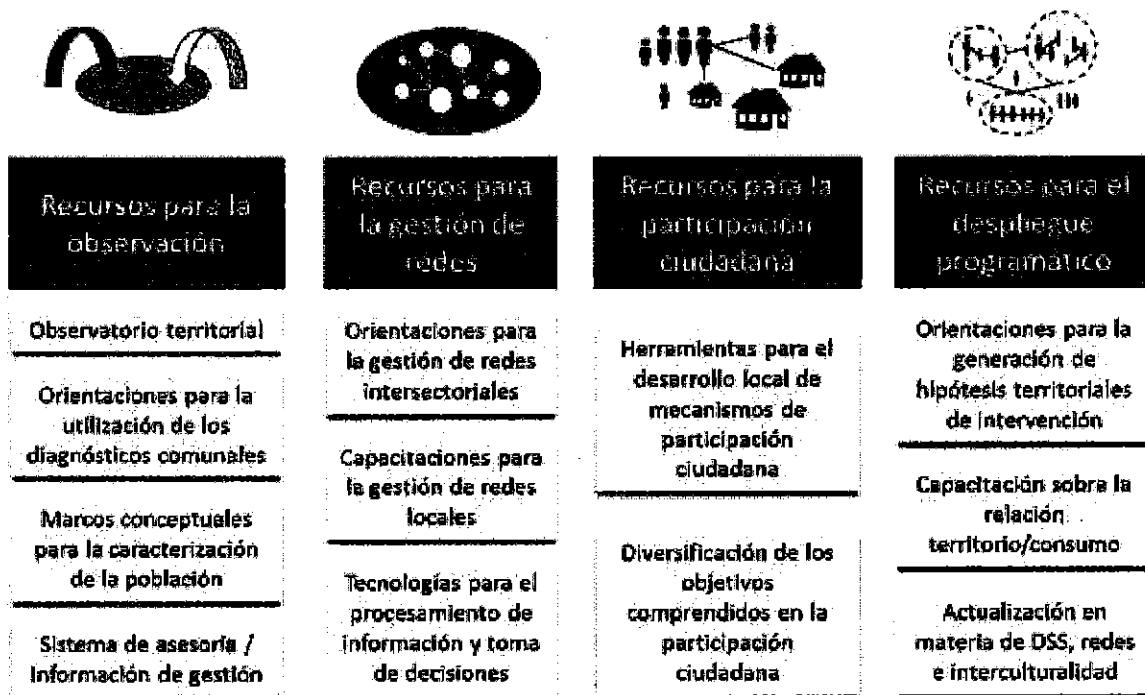 Recursos para la
observación
Observatorio territorial
Orientaciones para la
utilización de los
diagnósticos comunales
Marcos conceptuales
para la caracterización
de la población
Sistema de asesoría /
Información de gestión
Recursos para
la gestión de
redes
Orientaciones para
la gestión de redes
intersectoriales
Capacitaciones para
la gestión de redes
locales
Tecnologías para el
procesamiento de
información y toma
de decisiones
Recursos para la
participación
ciudadana
Herramientas para el
desarrollo local de
mecanismos de
participación
ciudadana
Diversificación de los
objetivos
comprendidos en la
participación
ciudadana
Recursos para el
despliegue
programático
Orientaciones para la
generación de
hipótesis territoriales
de intervención
Capacitación sobre la
relación
territorio/consumo
Actualización en
materia de DSS, redes
e interculturalidad